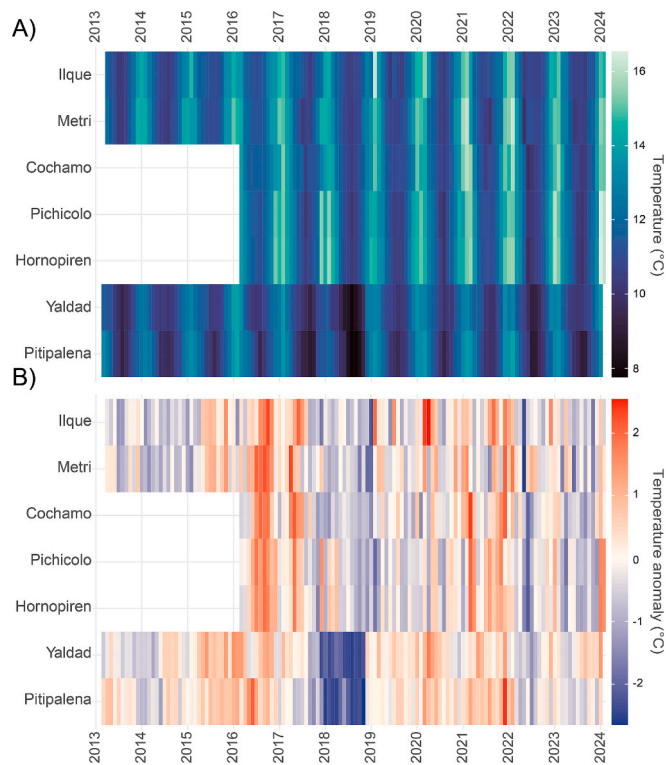 A)
2013 2014 2015 2016 2017 2018 2019 2020 2021 2022 2023 2024
Ilque
Metri
Cochamo
Pichicolo
Hornopiren
Yaldad
Pitipalena
16
14
12
10
8
Temperature (°C)
B)
Ilque
Metri
Cochamo
Pichicolo
Hornopiren
Yaldad
Pitipalena
2013 2014 2015 2016 2017 2018 2019 2020 2021 2022 2023 2024
2
1
0
-1
-2
Temperature anomaly (°C)